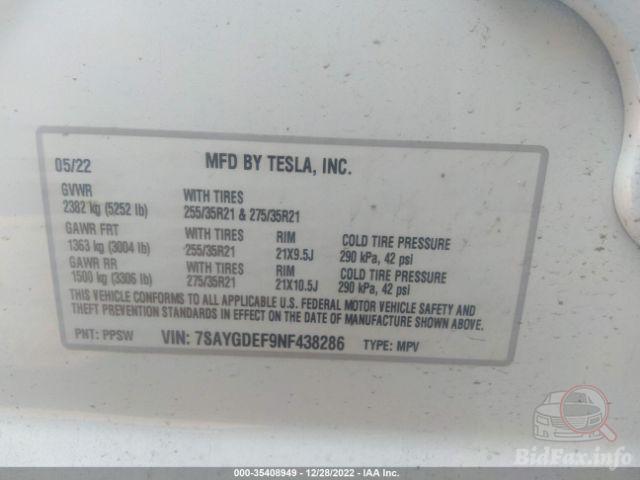 05/22 MFD BY TESLA, INC.
GVWR WITH TIRES
2382 kg (5252 lb) 255/35R21 & 275/35R21
GAWR FRT WITH TIRES RIM COLD TIRE PRESSURE
1363 kg (3004 lb) 255/35R21 21X9.5J 290 kPa, 42 psi
GAWR RR WITH TIRES RIM COLD TIRE PRESSURE
1500 kg (3306 lb) 275/35R21 21X10.5J 290 kPa, 42 psi
THIS VEHICLE CONFORMS TO ALL APPLICABLE U.S. FEDERAL MOTOR VEHICLE SAFETY AND
THEFT PREVENTION STANDARDS IN EFFECT ON THE DATE OF MANUFACTURE SHOWN ABOVE.
PNT: PPSW VIN: 7SAYGDEF9NF438286 TYPE: MPV
BidFax.info
000-35408949 - 12/28/2022 - IAA Inc.